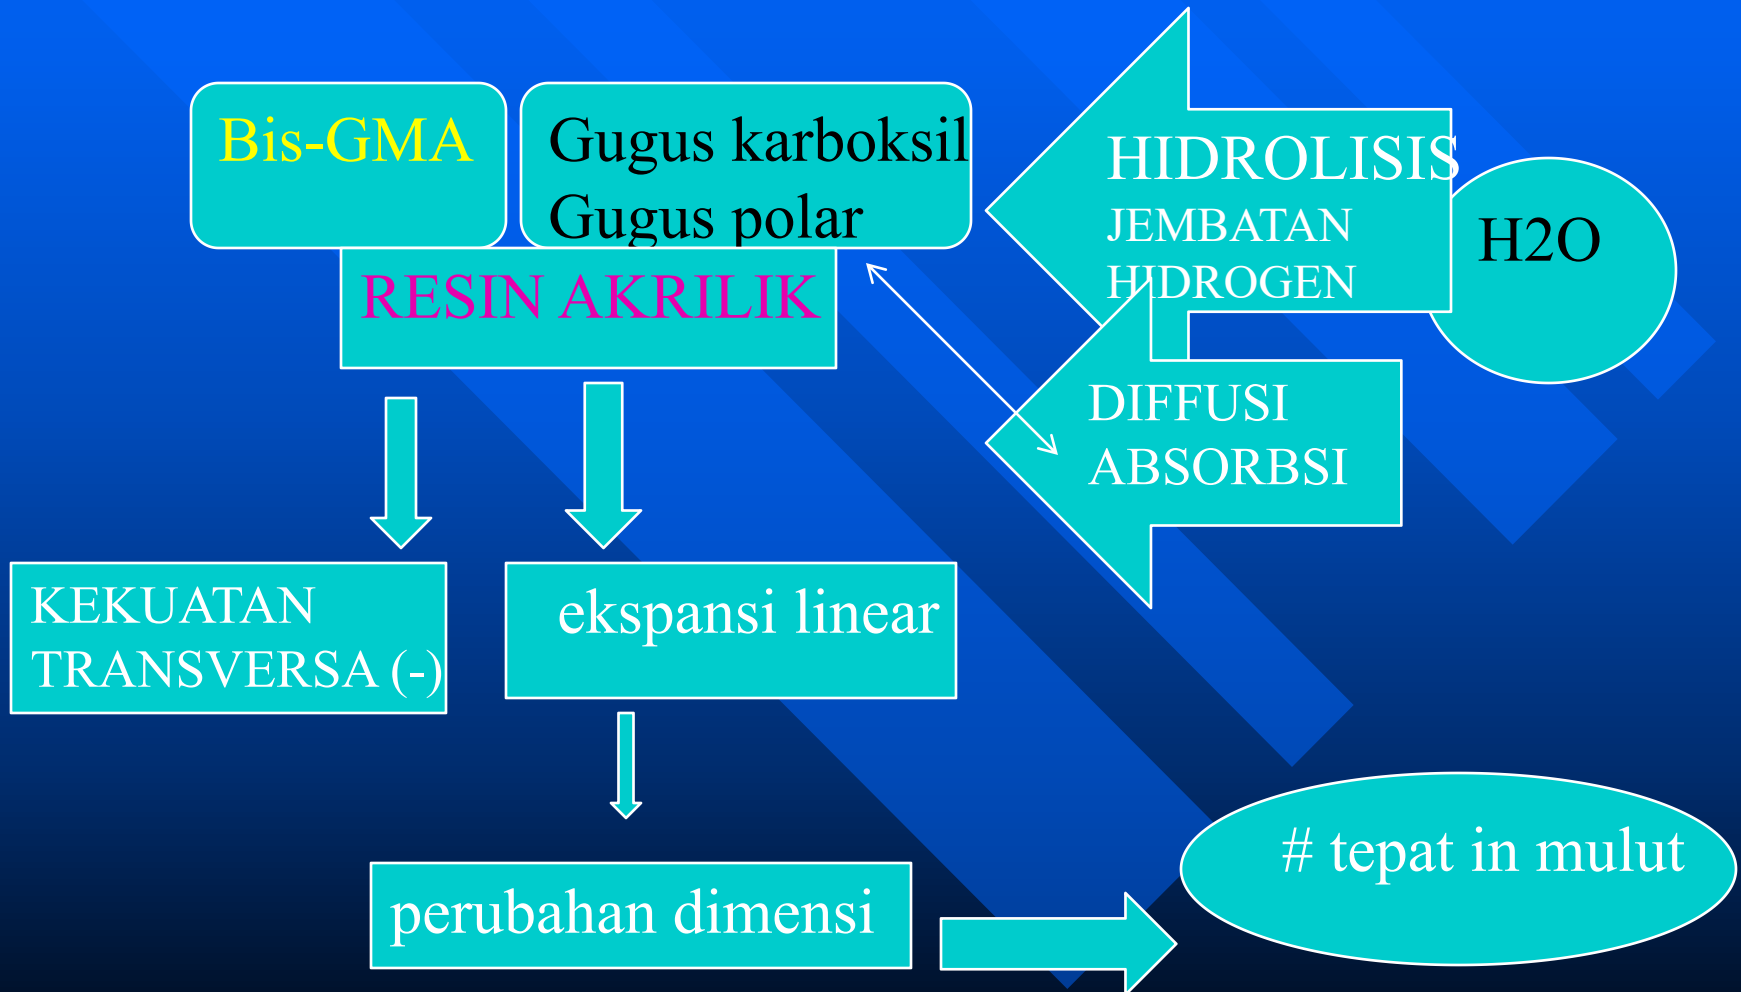 Bis-GMA
Gugus karboksil
Gugus polar
RESIN AKRILIK
HIDROLISIS
JEMBATAN
HIDROGEN
H2O
DIFFUSI
ABSORBSI
KEKUATAN
TRANSVERSA (-)
ekspansi linear
perubahan dimensi
# tepat in mulut